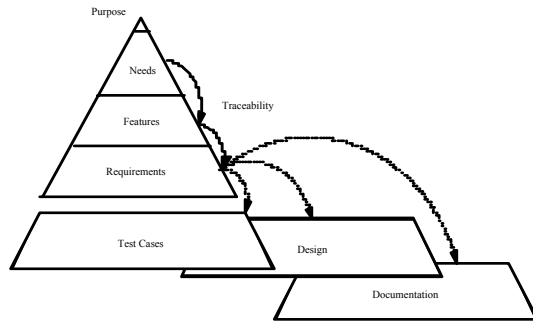 Purpose
Needs
Traceability
Features
Requirements
Test Cases
Design
Documentation